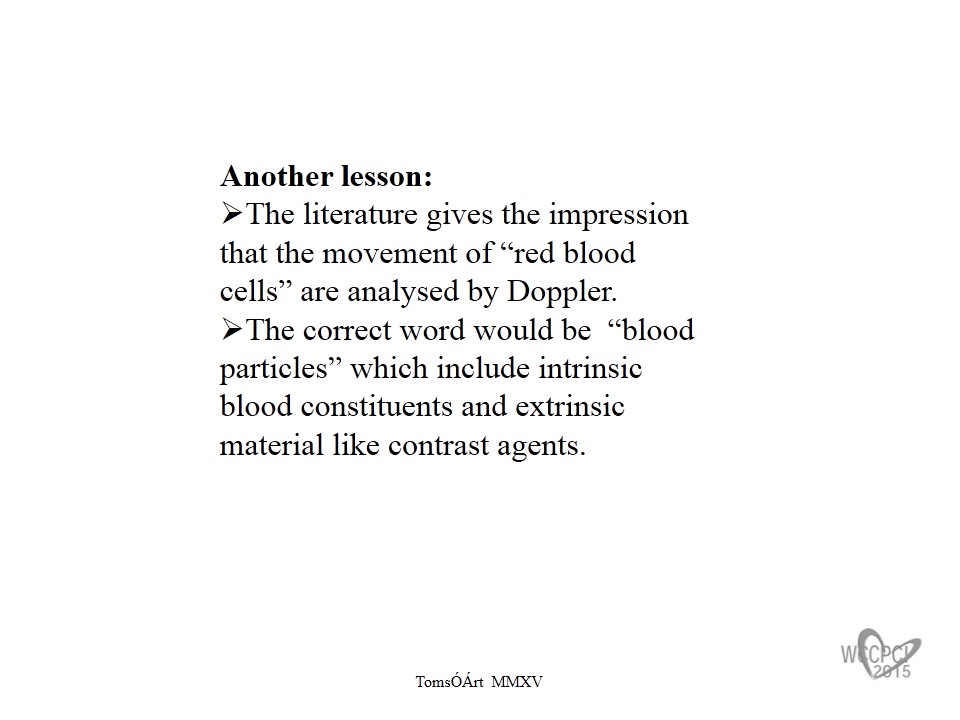 Another lesson:
➢The literature gives the impression
that the movement of “red blood
cells” are analysed by Doppler.
➢The correct word would be  “blood
particles” which include intrinsic
blood constituents and extrinsic
material like contrast agents.
WCCPCI
2015
TomsÓÁrt  MMXV